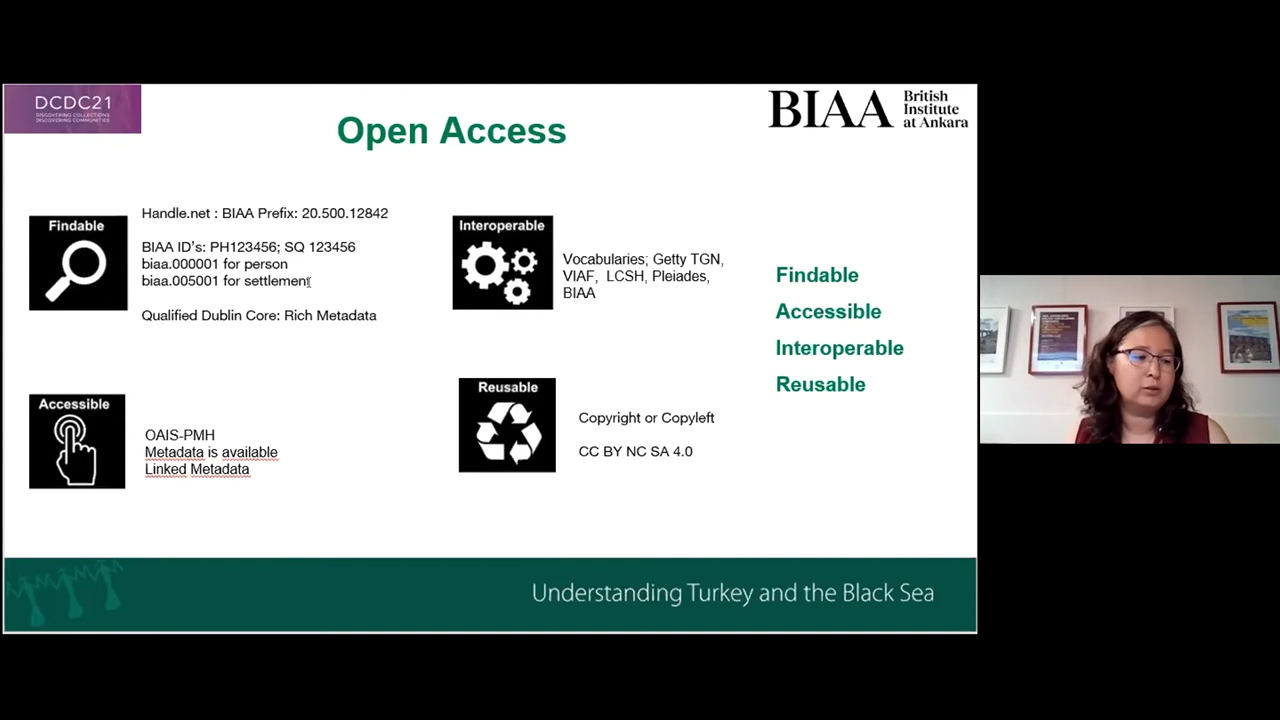 DCDC21
DISCOVERING COLLECTIONS
DISCOVERING COMMUNITIES
BIAA
British
Institute
at Ankara
Open Access
Findable
Handle.net : BIAA Prefix: 20.500.12842
BIAA ID's: PH123456; SQ 123456
biaa.000001 for person
biaa.005001 for settlement
Qualified Dublin Core: Rich Metadata
Interoperable
Vocabularies; Getty TGN,
VIAF, LCSH, Pleiades,
BIAA
Accessible
OAIS-PMH
Metadata is available
Linked Metadata
Reusable
Copyright or Copyleft
CC BY NC SA 4.0
Findable
Accessible
Interoperable
Reusable
Understanding Turkey and the Black Sea